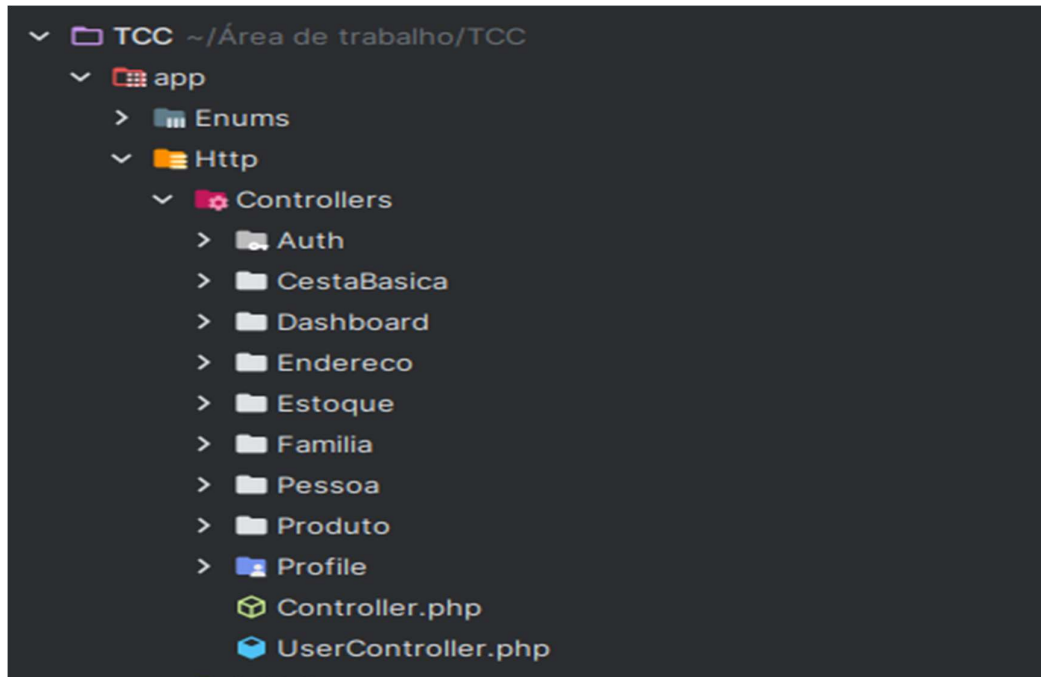 TCC ~/Área de trabalho/TCC
app
Enums
Http
Controllers
Auth
CestaBasica
Dashboard
Endereco
Estoque
Familia
Pessoa
Produto
Profile
Controller.php
UserController.php